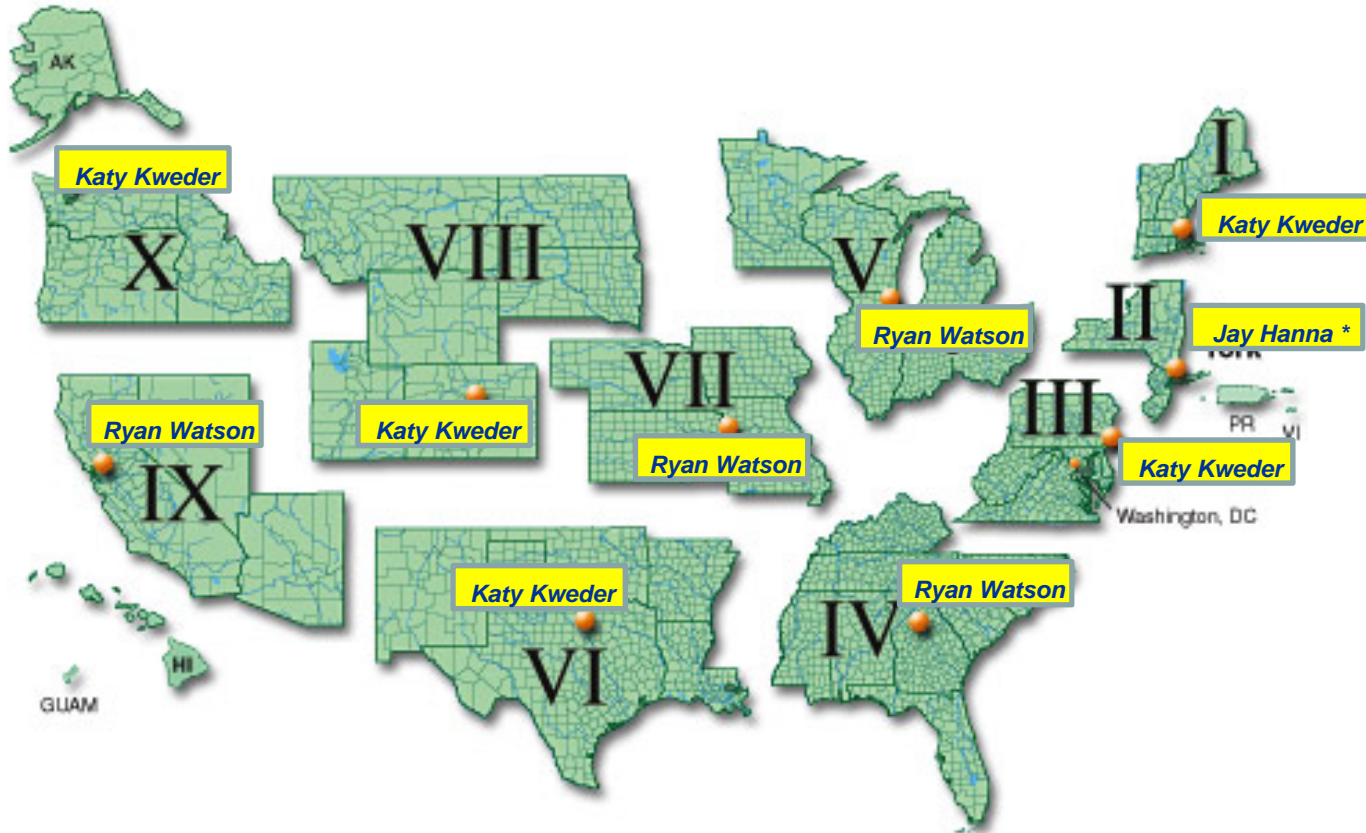 AK
I
Katy Kweder
Katy Kweder
X
VIII
V
II
Ryan Watson
Jay Hanna *
VII
III
PR
VI
Ryan Watson
Katy Kweder
Ryan Watson
Katy Kweder
IX
Washington, DC
Katy Kweder
Ryan Watson
IV
VI
HI
GUAM